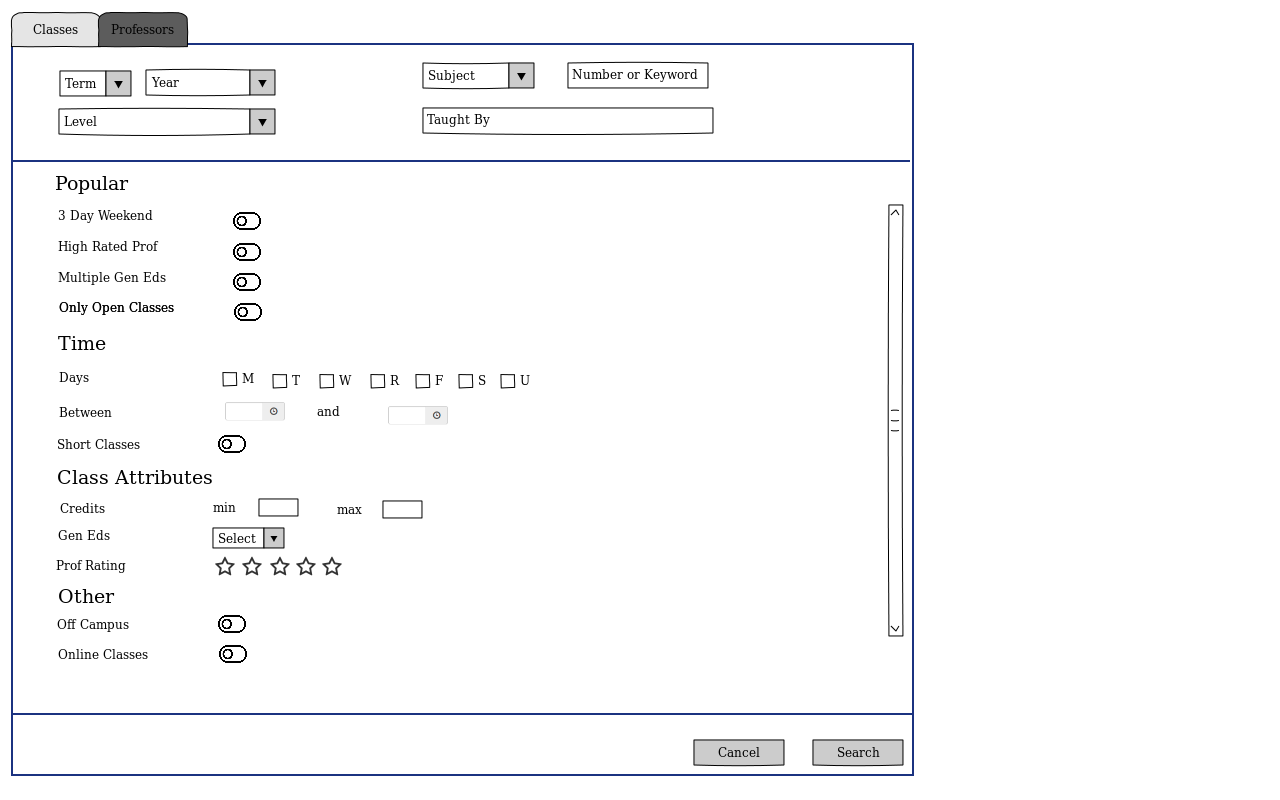 Classes Professors
Term Year Subject Number or Keyword
Level Taught By
Popular
3 Day Weekend
High Rated Prof
Multiple Gen Eds
Only Open Classes
Time
Days M T W R F S U
Between and
Short Classes
Class Attributes
Credits min max
Gen Eds Select
Prof Rating
Other
Off Campus
Online Classes
Cancel Search